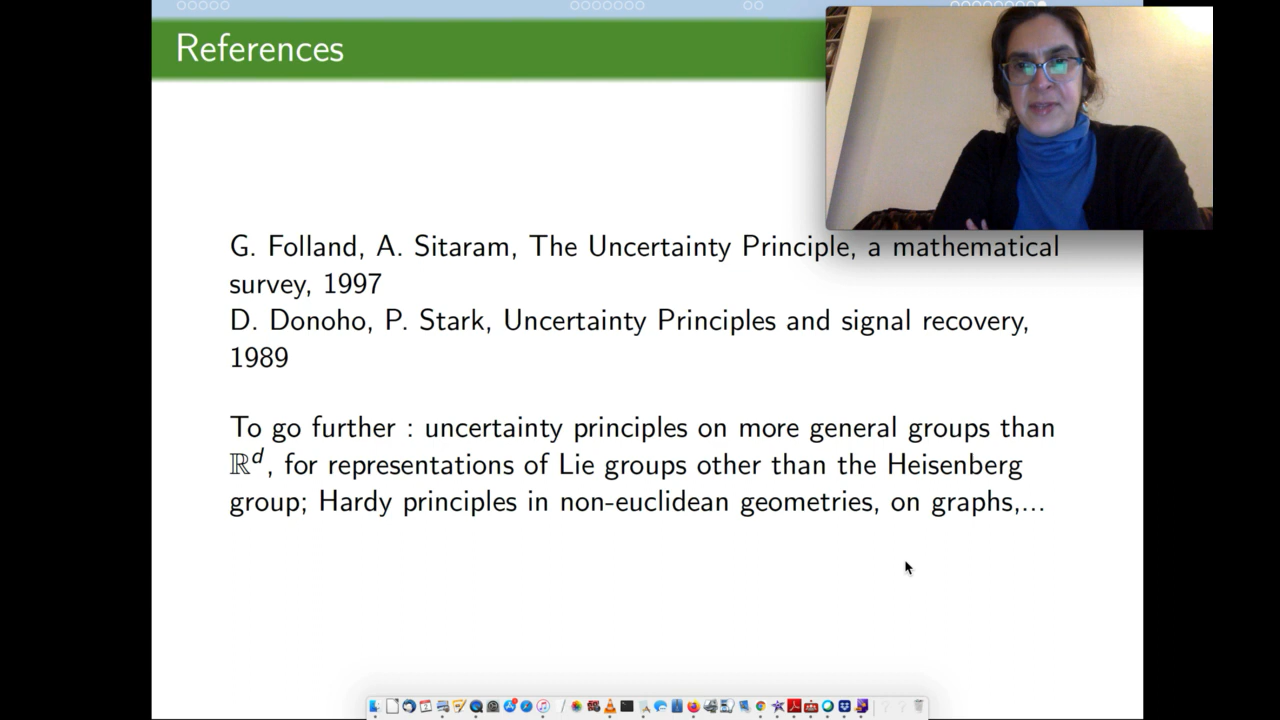 References
G. Folland, A. Sitaram, The Uncertainty Principle, a mathematical
survey, 1997
D. Donoho, P. Stark, Uncertainty Principles and signal recovery,
1989
To go further : uncertainty principles on more general groups than
ℝᵈ, for representations of Lie groups other than the Heisenberg
group; Hardy principles in non-euclidean geometries, on graphs,...